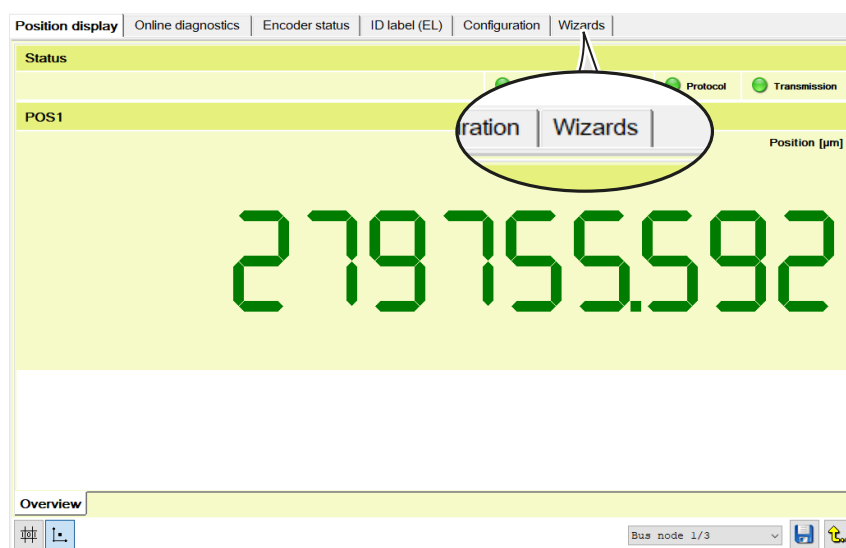 Position display Online diagnostics Encoder status ID label (EL) Configuration Wizards
Status
Protocol Transmission
POS1
ration Wizards
Position [µm]
279755.592
Overview
Bus node 1/3